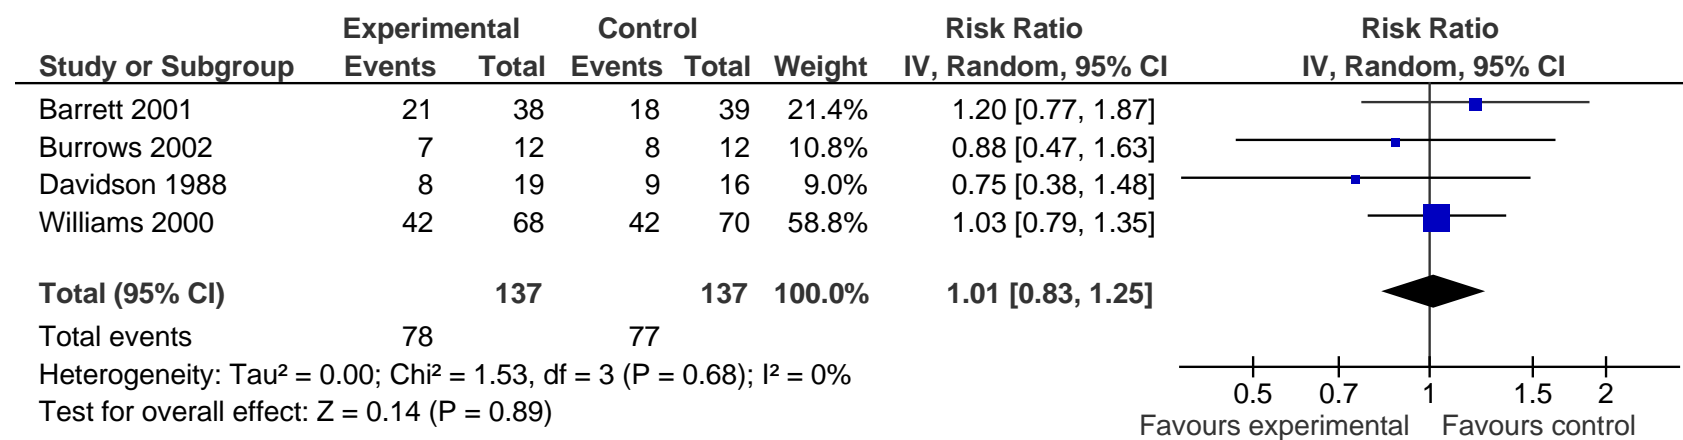 Experimental Control Risk Ratio Risk Ratio
Study or Subgroup Events Total Events Total Weight IV, Random, 95% CI IV, Random, 95% CI
Barrett 2001 21 38 18 39 21.4% 1.20 [0.77, 1.87]
Burrows 2002 7 12 8 12 10.8% 0.88 [0.47, 1.63]
Davidson 1988 8 19 9 16 9.0% 0.75 [0.38, 1.48]
Williams 2000 42 68 42 70 58.8% 1.03 [0.79, 1.35]
Total (95% CI) 137 137 100.0% 1.01 [0.83, 1.25]
Total events 78 77
Heterogeneity: Tau² = 0.00; Chi² = 1.53, df = 3 (P = 0.68); I² = 0%
Test for overall effect: Z = 0.14 (P = 0.89)
0.5 0.7 1 1.5 2
Favours experimental Favours control